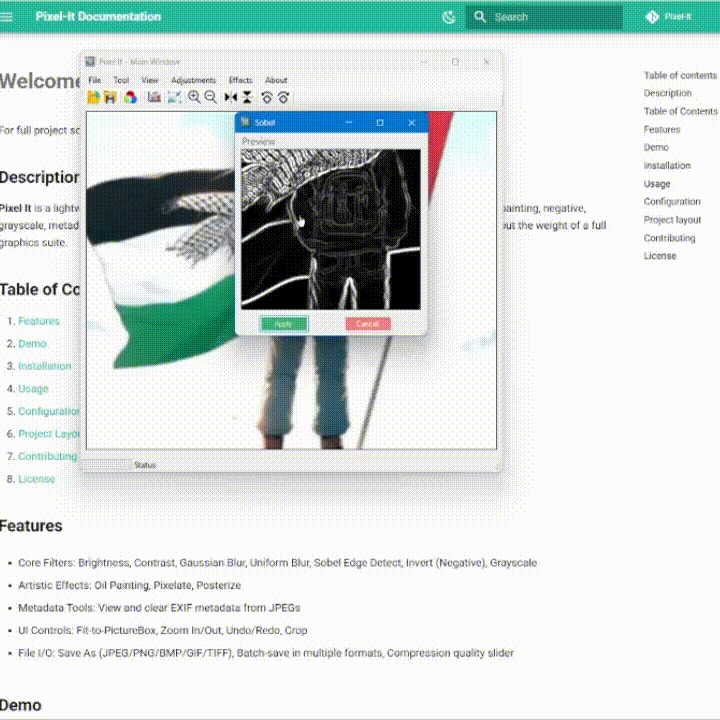 Pixel-It Documentation
Search
Pixel-It
Welcome
Pixel It - Main Window
File Tool View Adjustments Effects About
Sobel
Preview
Apply
Cancel
Status
For full project
Description
Pixel It is a painting, negative,
grayscale, out the weight of a full
graphics suite.
Table of
1. Features
2. Demo
3. Installation
4. Usage
5. Configuration
6. Project
7. Contributing
8. License
Features
• Core Filters: Brightness, Contrast, Gaussian Blur, Uniform Blur, Sobel Edge Detect, Invert (Negative), Grayscale
• Artistic Effects: Oil Painting, Pixelate, Posterize
• Metadata Tools: View and clear EXIF metadata from JPEGs
• UI Controls: Fit-to-PictureBox, Zoom In/Out, Undo/Redo, Crop
• File I/O: Save As (JPEG/PNG/BMP/GIF/TIFF), Batch-save in multiple formats, Compression quality slider
Demo
Table of contents
Description
Table of Contents
Features
Demo
Installation
Usage
Configuration
Project layout
Contributing
License